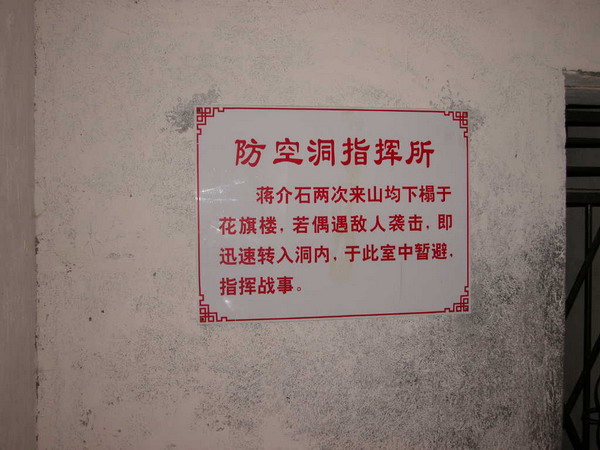 防空洞指挥所
蒋介石两次来山均下榻于
花旗楼，若偶遇敌人袭击，即
迅速转入洞内，于此室中暂避，
指挥战事。